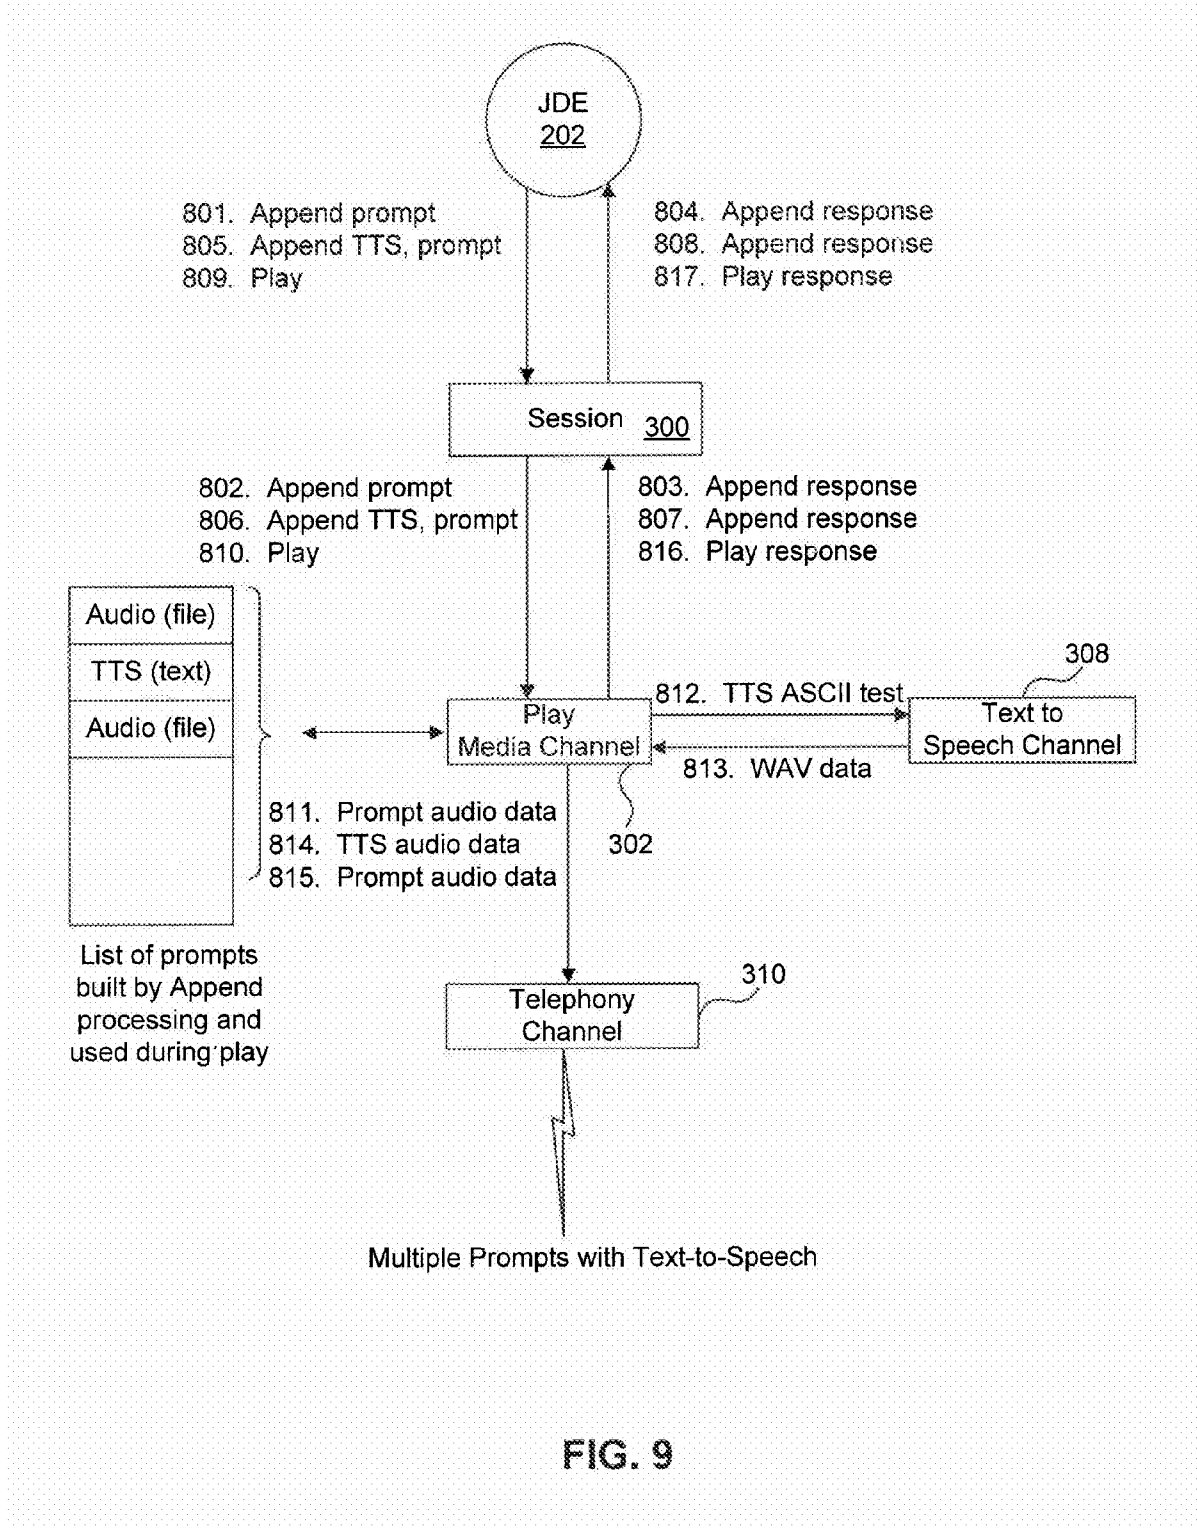 JDE
202
801. Append prompt
805. Append TTS, prompt
809. Play
804. Append response
808. Append response
817. Play response
Session 300
802. Append prompt
806. Append TTS, prompt
810. Play
803. Append response
807. Append response
816. Play response
Audio (file)
TTS (text)
Audio (file)
308
812. TTS ASCII test
Play
Media Channel
Text to
Speech Channel
813. WAV data
302
811. Prompt audio data
814. TTS audio data
815. Prompt audio data
List of prompts
built by Append
processing and
used during play
310
Telephony
Channel
Multiple Prompts with Text-to-Speech
FIG. 9